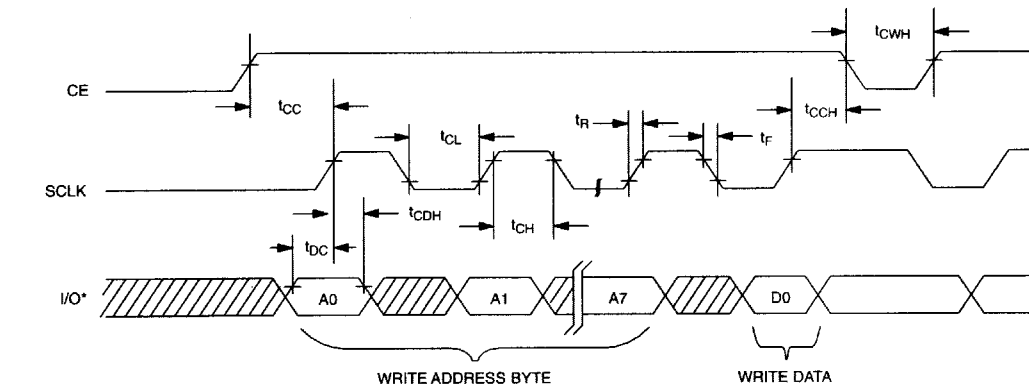 tCWH
CE
tCC
tCCH
tR
tF
tCL
SCLK
tCDH
tCH
tDC
I/O*
A0
A1
A7
D0
WRITE ADDRESS BYTE
WRITE DATA